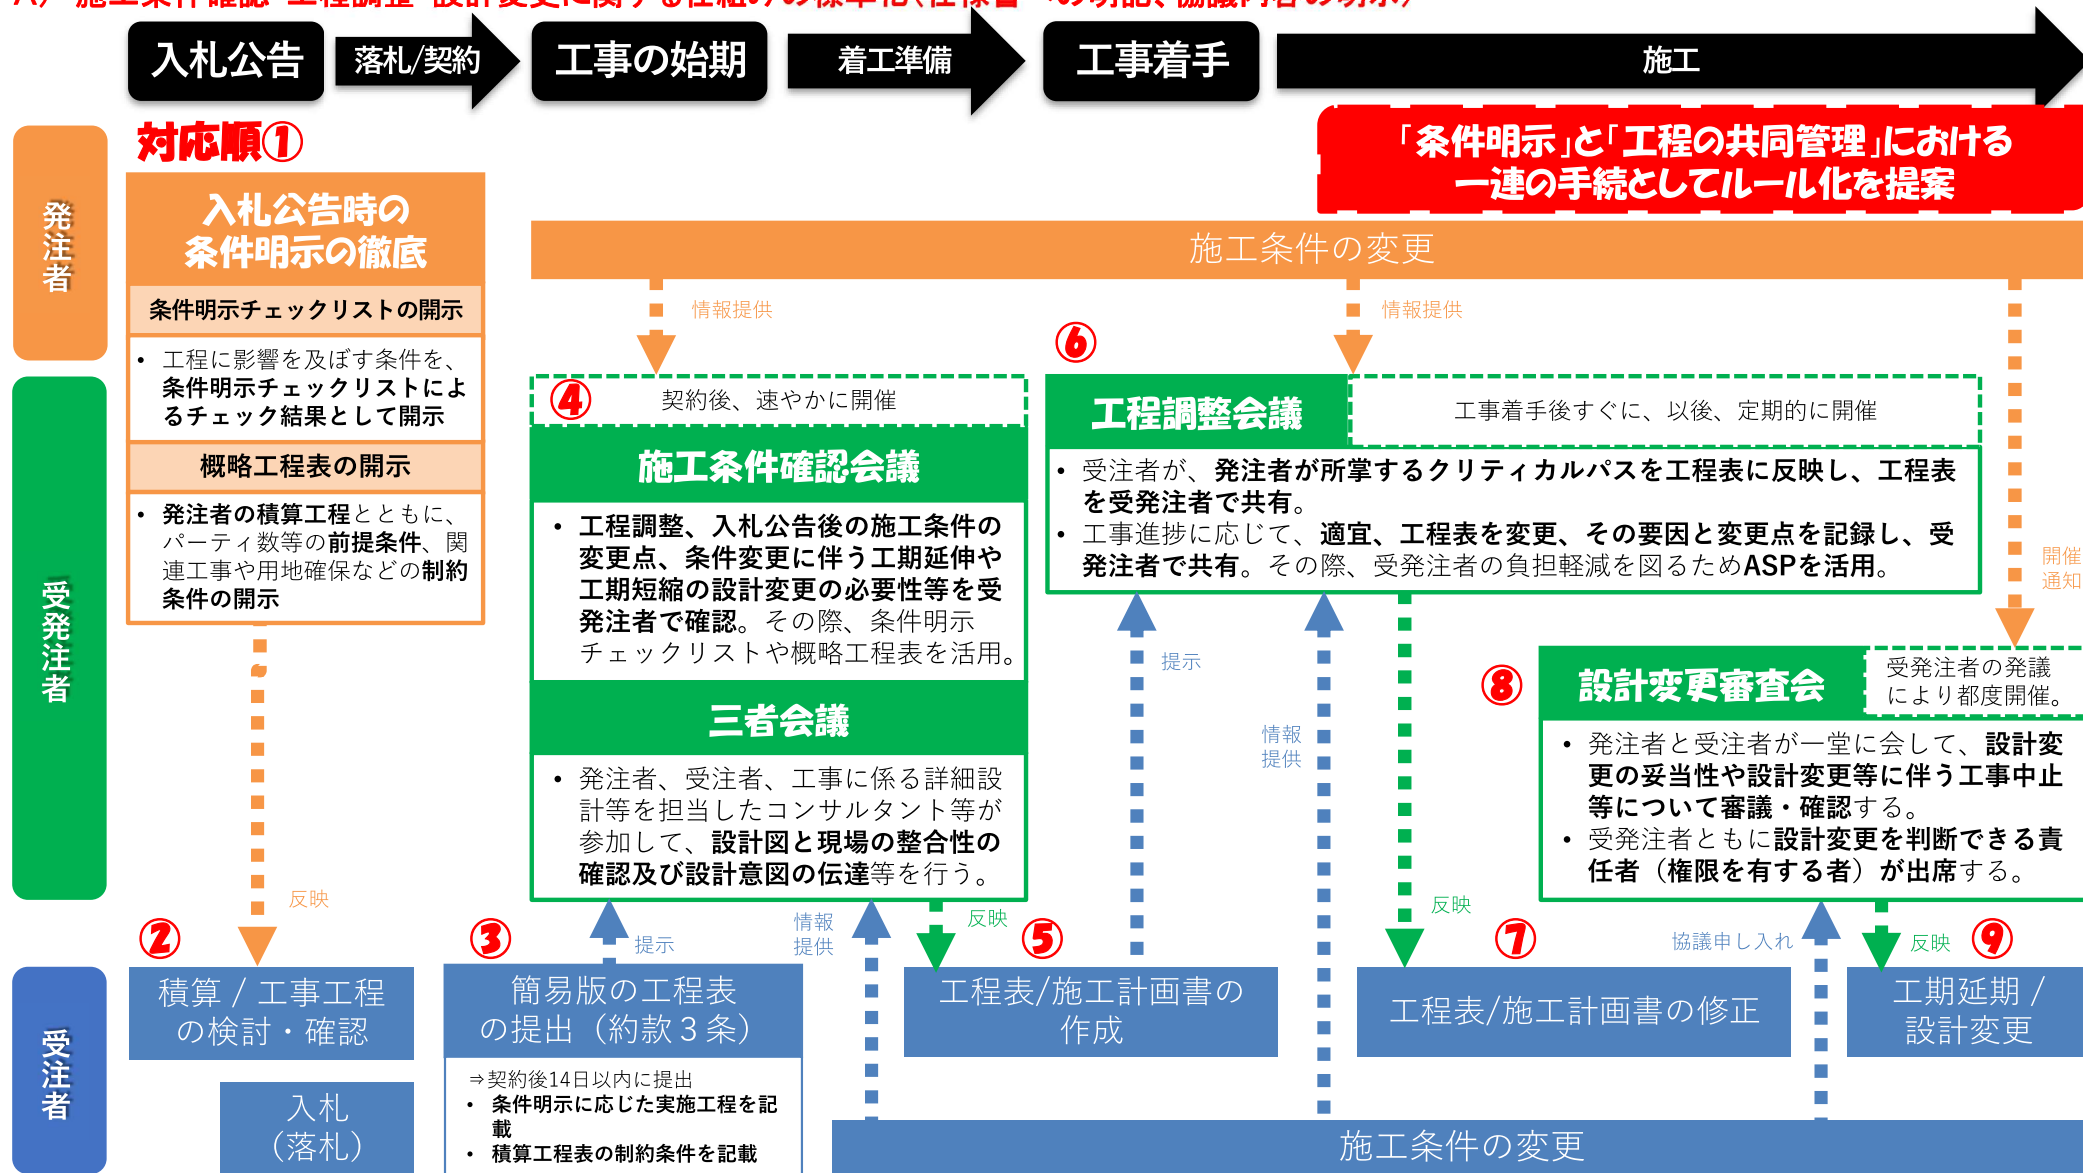 入札公告
落札/契約
工事の始期
着工準備
工事着手
施工
対応順①
「条件明示」と「工程の共同管理」における
一連の手続としてルール化を提案
発注者
入札公告時の
条件明示の徹底
条件明示チェックリストの開示
• 工程に影響を及ぼす条件を、
条件明示チェックリストによ
るチェック結果として開示
概略工程表の開示
• 発注者の積算工程とともに、
パーティ数等の前提条件、関
連工事や用地確保などの制約
条件の開示
施工条件の変更
情報提供
情報提供
開催
通知
受発注者
④
契約後、速やかに開催
施工条件確認会議
• 工程調整、入札公告後の施工条件の
変更点、条件変更に伴う工期延伸や
工期短縮の設計変更の必要性等を受
発注者で確認。その際、条件明示
チェックリストや概略工程表を活用。
三者会議
• 発注者、受注者、工事に係る詳細設
計等を担当したコンサルタント等が
参加して、設計図と現場の整合性の
確認及び設計意図の伝達等を行う。
⑥
工程調整会議
工事着手後すぐに、以後、定期的に開催
• 受注者が、発注者が所掌するクリティカルパスを工程表に反映し、工程表
を受発注者で共有。
• 工事進捗に応じて、適宜、工程表を変更、その要因と変更点を記録し、受
発注者で共有。その際、受発注者の負担軽減を図るためASPを活用。
提示
情報
提供
反映
⑧
設計変更審査会
受発注者の発議
により都度開催。
• 発注者と受注者が一堂に会して、設計変
更の妥当性や設計変更等に伴う工事中止
等について審議・確認する。
• 受発注者ともに設計変更を判断できる責
任者（権限を有する者）が出席する。
受注者
反映
②
積算 / 工事工程
の検討・確認
入札
（落札）
③
提示
簡易版の工程表
の提出（約款３条）
⇒契約後14日以内に提出
• 条件明示に応じた実施工程を記
載
• 積算工程表の制約条件を記載
情報
提供
反映
⑤
工程表/施工計画書の
作成
⑦
工程表/施工計画書の修正
協議申し入れ
反映
⑨
工期延期 /
設計変更
施工条件の変更